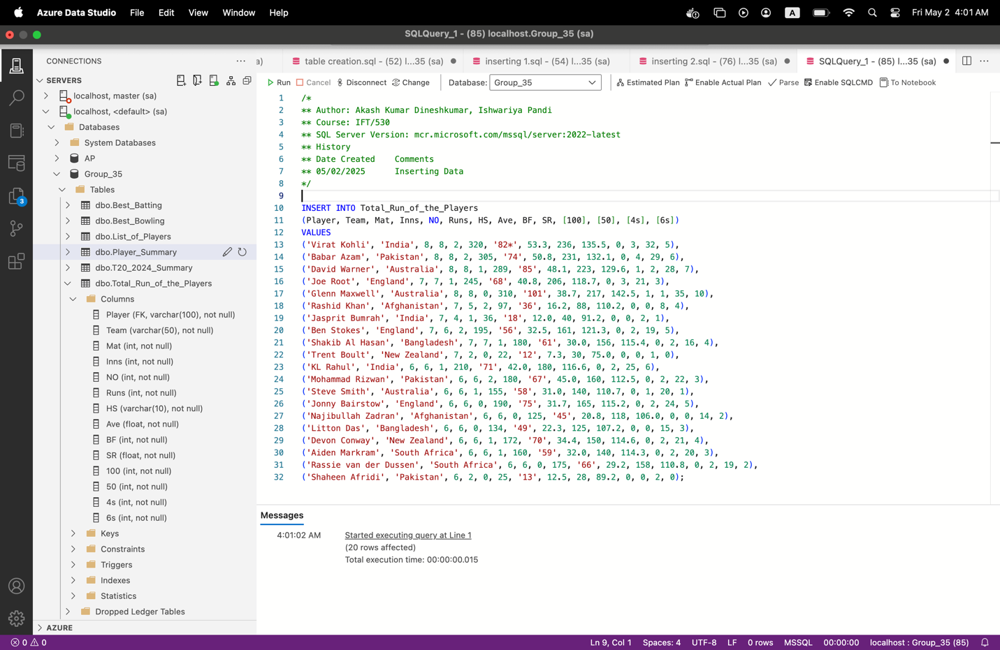 Azure Data Studio File Edit View Window Help A Fri May 2 4:01 AM
SQLQuery_1 - (85) localhost.Group_35 (sa)
CONNECTIONS
SERVERS
localhost, master (sa)
localhost, <default> (sa)
Databases
System Databases
AP
Group_35
Tables
dbo.Best_Batting
dbo.Best_Bowling
dbo.List_of_Players
dbo.Player_Summary
dbo.T20_2024_Summary
dbo.Total_Run_of_the_Players
Columns
Player (FK, varchar(100), not null)
Team (varchar(50), not null)
Mat (int, not null)
Inns (int, not null)
NO (int, not null)
Runs (int, not null)
HS (varchar(10), not null)
Ave (float, not null)
BF (int, not null)
SR (float, not null)
100 (int, not null)
50 (int, not null)
4s (int, not null)
6s (int, not null)
Keys
Constraints
Triggers
Indexes
Statistics
Dropped Ledger Tables
AZURE
3
a) table creation.sql - (52) l...35 (sa) inserting 1.sql - (54) l...35 (sa) inserting 2.sql - (76) l...35 (sa) SQLQuery_1 - (85) l...35 (sa)
Run Cancel Disconnect Change Database: Group_35 Estimated Plan Enable Actual Plan Parse Enable SQLCMD To Notebook
1 /*
2 ** Author: Akash Kumar Dineshkumar, Ishwariya Pandi
3 ** Course: IFT/530
4 ** SQL Server Version: mcr.microsoft.com/mssql/server:2022-latest
5 ** History
6 ** Date Created    Comments
7 ** 05/02/2025      Inserting Data
8 */
9
10 INSERT INTO Total_Run_of_the_Players
11 (Player, Team, Mat, Inns, NO, Runs, HS, Ave, BF, SR, [100], [50], [4s], [6s])
12 VALUES
13 ('Virat Kohli', 'India', 8, 8, 2, 320, '82*', 53.3, 236, 135.5, 0, 3, 32, 5),
14 ('Babar Azam', 'Pakistan', 8, 8, 2, 305, '74', 50.8, 231, 132.1, 0, 4, 29, 6),
15 ('David Warner', 'Australia', 8, 8, 1, 289, '85', 48.1, 223, 129.6, 1, 2, 28, 7),
16 ('Joe Root', 'England', 7, 7, 1, 245, '68', 40.8, 206, 118.7, 0, 3, 21, 3),
17 ('Glenn Maxwell', 'Australia', 8, 8, 0, 310, '101', 38.7, 217, 142.5, 1, 1, 35, 10),
18 ('Rashid Khan', 'Afghanistan', 7, 5, 2, 97, '36', 16.2, 88, 110.2, 0, 0, 8, 4),
19 ('Jasprit Bumrah', 'India', 7, 4, 1, 36, '18', 12.0, 40, 91.2, 0, 0, 2, 1),
20 ('Ben Stokes', 'England', 7, 6, 2, 195, '56', 32.5, 161, 121.3, 0, 2, 19, 5),
21 ('Shakib Al Hasan', 'Bangladesh', 7, 7, 1, 180, '61', 30.0, 156, 115.4, 0, 2, 16, 4),
22 ('Trent Boult', 'New Zealand', 7, 2, 0, 22, '12', 7.3, 30, 75.0, 0, 0, 1, 0),
23 ('KL Rahul', 'India', 6, 6, 1, 210, '71', 42.0, 180, 116.6, 0, 2, 25, 6),
24 ('Mohammad Rizwan', 'Pakistan', 6, 6, 2, 180, '67', 45.0, 160, 112.5, 0, 2, 22, 3),
25 ('Steve Smith', 'Australia', 6, 6, 1, 155, '58', 31.0, 140, 110.7, 0, 1, 20, 1),
26 ('Jonny Bairstow', 'England', 6, 6, 0, 190, '75', 31.7, 165, 115.2, 0, 2, 24, 5),
27 ('Najibullah Zadran', 'Afghanistan', 6, 6, 0, 125, '45', 20.8, 118, 106.0, 0, 0, 14, 2),
28 ('Litton Das', 'Bangladesh', 6, 6, 0, 134, '49', 22.3, 125, 107.2, 0, 0, 15, 3),
29 ('Devon Conway', 'New Zealand', 6, 6, 1, 172, '70', 34.4, 150, 114.6, 0, 2, 21, 4),
30 ('Aiden Markram', 'South Africa', 6, 6, 1, 160, '59', 32.0, 140, 114.3, 0, 2, 20, 3),
31 ('Rassie van der Dussen', 'South Africa', 6, 6, 0, 175, '66', 29.2, 158, 110.8, 0, 2, 19, 2),
32 ('Shaheen Afridi', 'Pakistan', 6, 2, 0, 25, '13', 12.5, 28, 89.2, 0, 0, 2, 0);
Messages
4:01:02 AM Started executing query at Line 1
(20 rows affected)
Total execution time: 00:00:00.015
0 0 Ln 9, Col 1 Spaces: 4 UTF-8 LF 0 rows MSSQL 00:00:00 localhost : Group_35 (85)